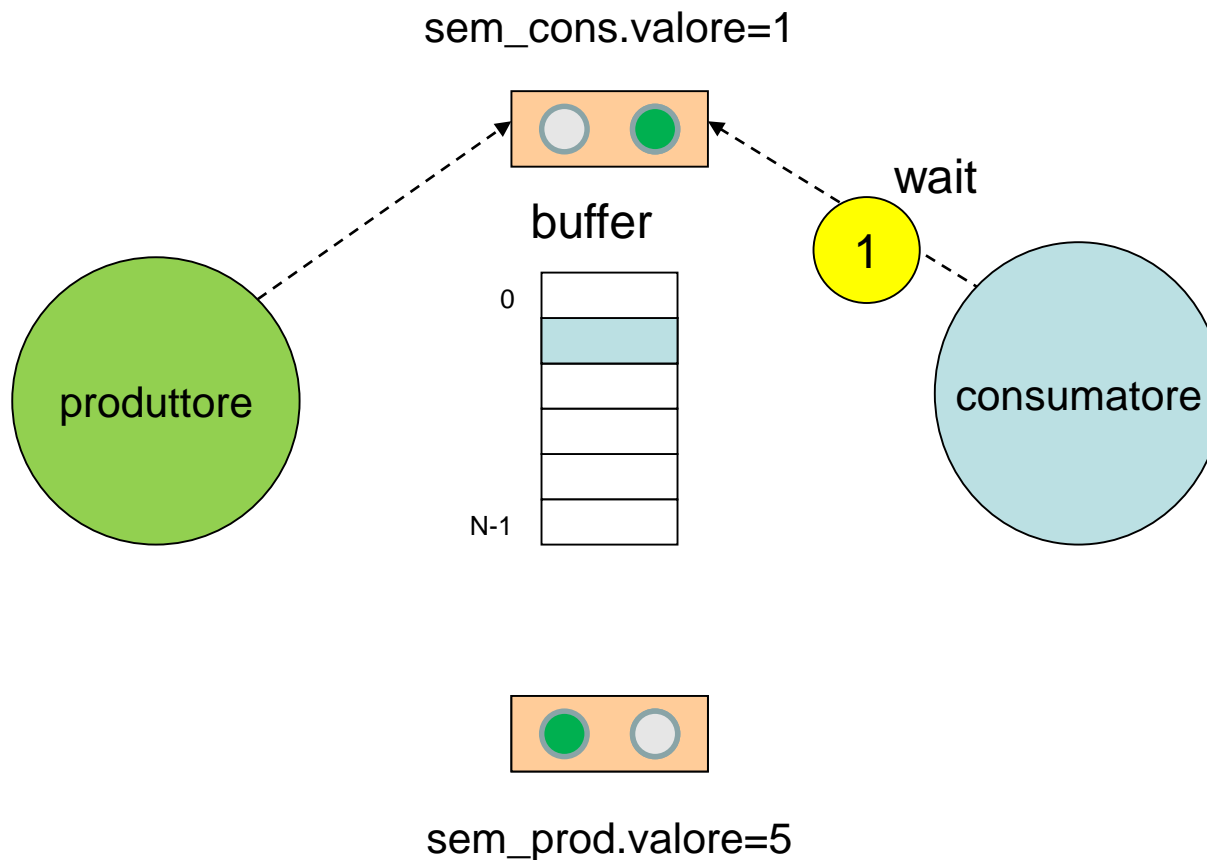 sem_cons.valore=1
wait
buffer
1
0
produttore
consumatore
N-1
sem_prod.valore=5